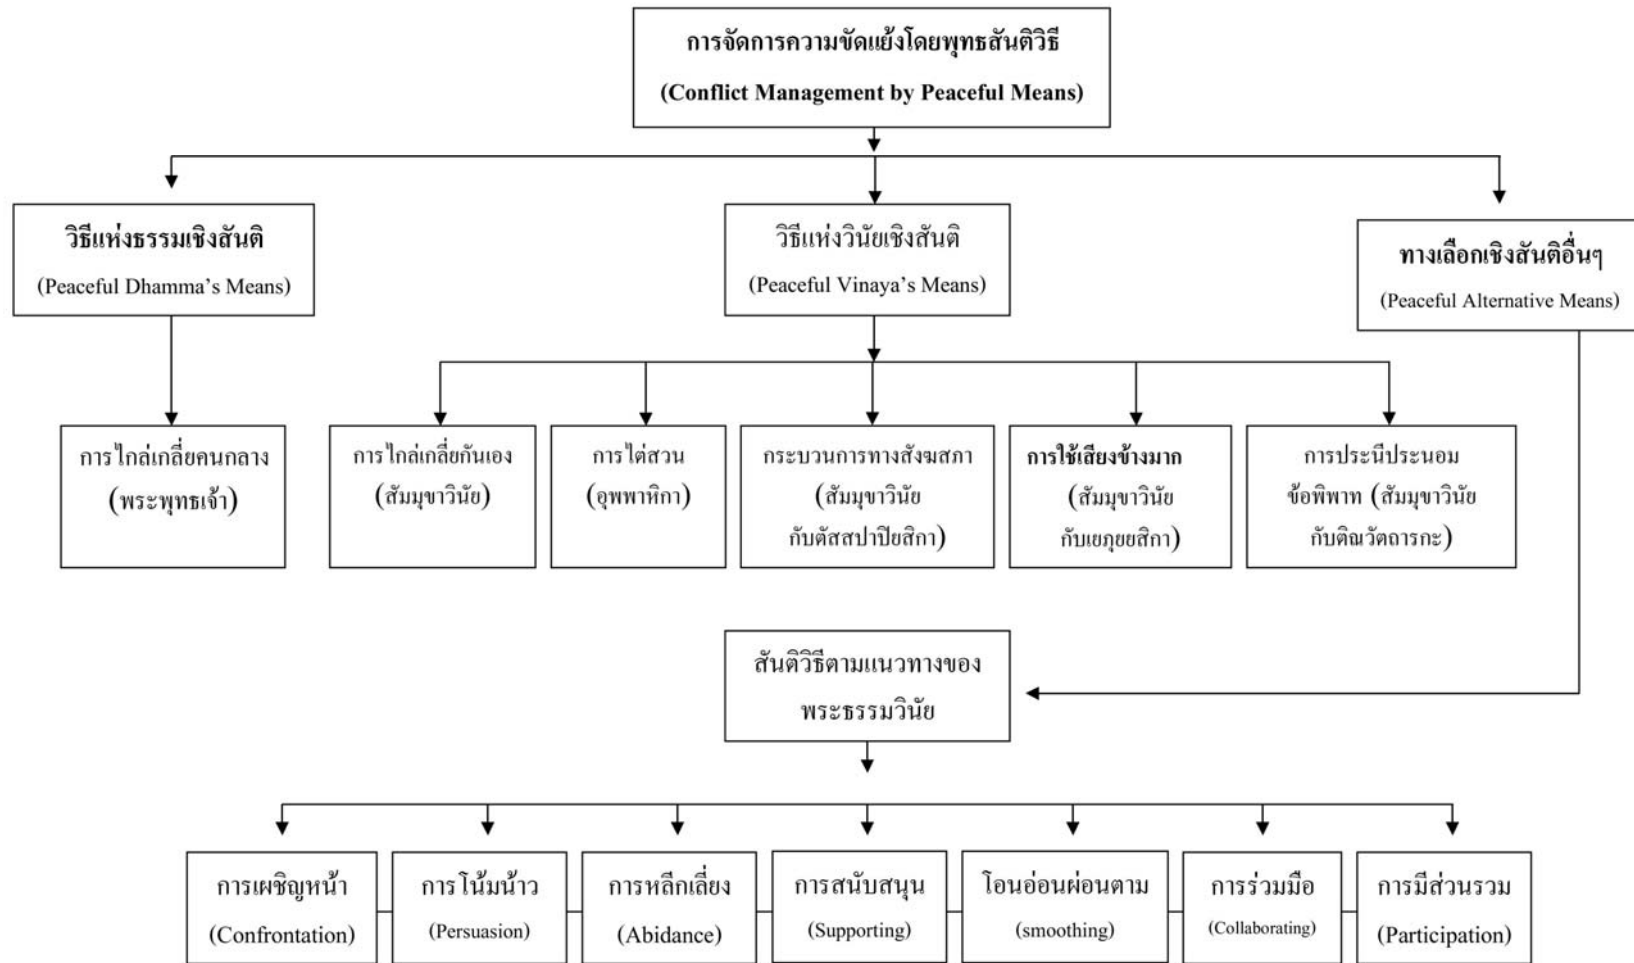 การจัดการความขัดแย้งโดยพุทธสันติวิธี
(Conflict Management by Peaceful Means)
วิธีแห่งธรรมเชิงสันติ
(Peaceful Dhamma's Means)
วิธีแห่งวินัยเชิงสันติ
(Peaceful Vinaya's Means)
ทางเลือกเชิงสันติอื่นๆ
(Peaceful Alternative Means)
การไกล่เกลี่ยคนกลาง
(พระพุทธเจ้า)
การไกล่เกลี่ยกันเอง
(สัมมุขาวินัย)
การไต่สวน
(อุพพาหิกา)
กระบวนการทางสังฆสภา
(สัมมุขาวินัย
กับตัสสปาปิยสิกา)
การใช้เสียงข้างมาก
(สัมมุขาวินัย
กับเยภุยยสิกา)
การประนีประนอม
ข้อพิพาท (สัมมุขาวินัย
กับติณวัตถารกะ)
สันติวิธีตามแนวทางของ
พระธรรมวินัย
การเผชิญหน้า
(Confrontation)
การโน้มน้าว
(Persuasion)
การหลีกเลี่ยง
(Abidance)
การสนับสนุน
(Supporting)
โอนอ่อนผ่อนตาม
(smoothing)
การร่วมมือ
(Collaborating)
การมีส่วนรวม
(Participation)